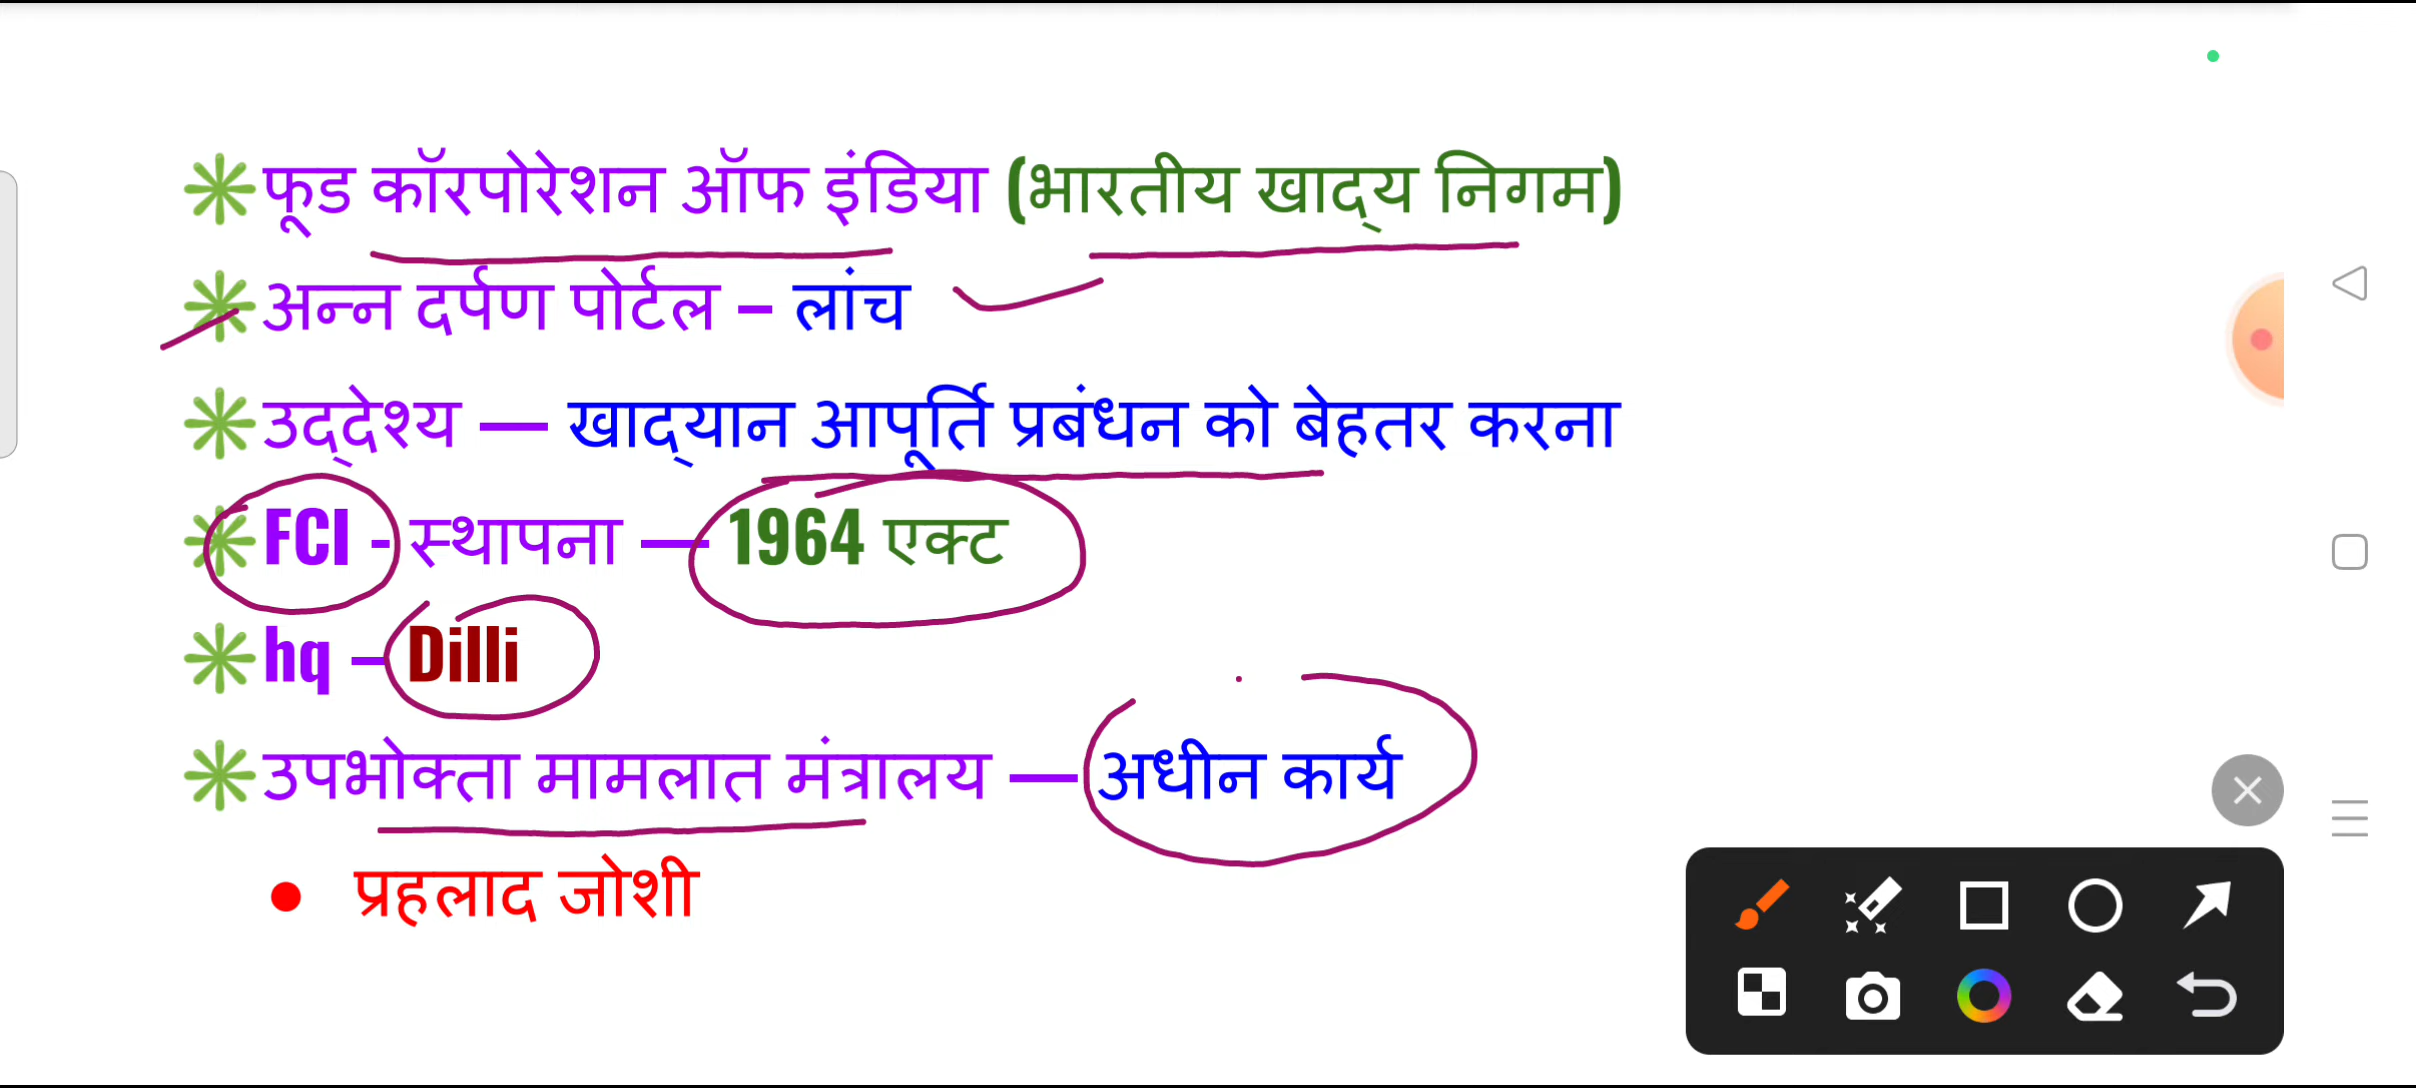 ✳️फूड कॉरपोरेशन ऑफ इंडिया (भारतीय खाद्य निगम)
✳️अन्न दर्पण पोर्टल – लांच
✳️उद्देश्य — खाद्यान आपूर्ति प्रबंधन को बेहतर करना
✳️FCI - स्थापना — 1964 एक्ट
✳️hq – Dilli
✳️उपभोक्ता मामलात मंत्रालय — अधीन कार्य
● प्रहलाद जोशी